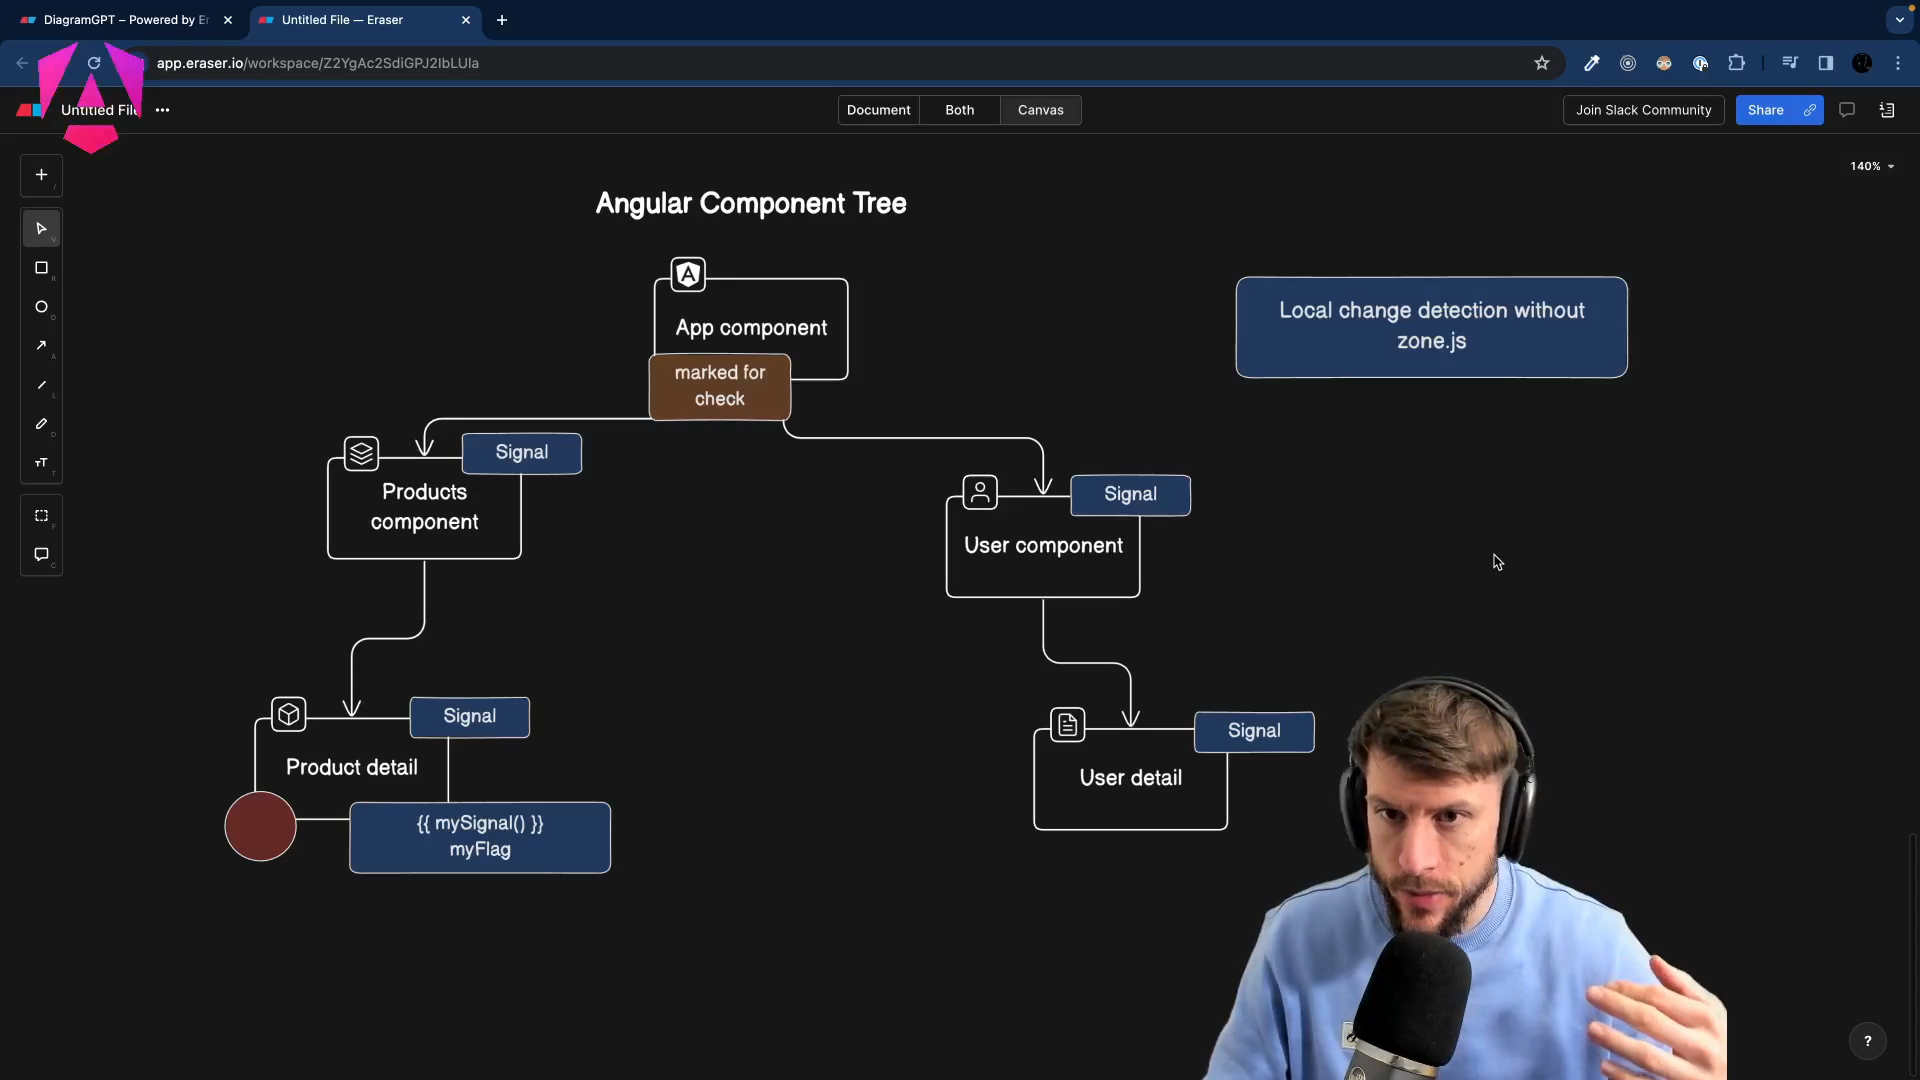 DiagramGPT – Powered by Er
Untitled File — Eraser
app.eraser.io/workspace/Z2YgAc2SdiGPJ2IbLUla
Untitled File
Document
Both
Canvas
Join Slack Community
Share
140%
Angular Component Tree
App component
marked for
check
Local change detection without
zone.js
Signal
Products
component
Signal
User component
Signal
Product detail
{{ mySignal() }}
myFlag
Signal
User detail
?